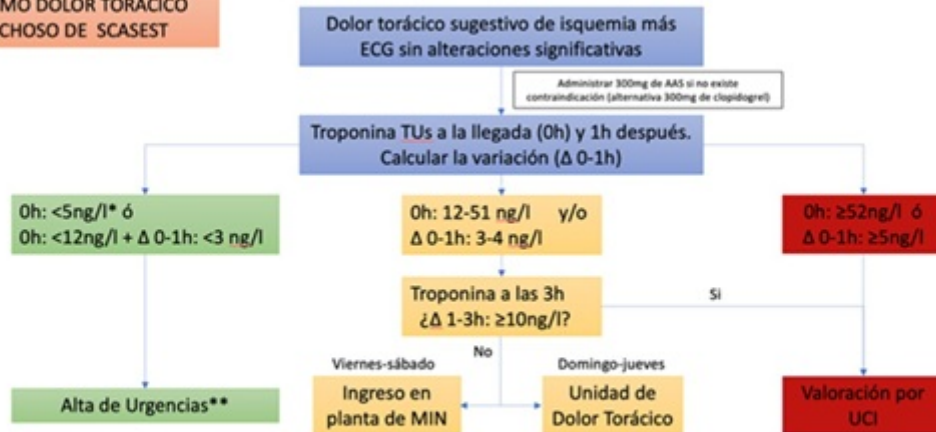 DOLOR TORÁCICO
DE SCASEST
Dolor torácico sugestivo de isquemia más
ECG sin alteraciones significativas
Administrar 300mg de AAS si no existe
contraindicación (alternativa 300mg de clopidogrel)
Troponina TUs a la llegada (0h) y 1h después.
Calcular la variación (Δ 0-1h)
0h: <5ng/l* ó
0h: <12ng/l + Δ 0-1h: <3 ng/l
0h: 12-51 ng/l y/o
Δ 0-1h: 3-4 ng/l
0h: ≥52ng/l ó
Δ 0-1h: ≥5ng/l
Troponina a las 3h
¿Δ 1-3h: ≥10ng/l?
Si
No
Viernes-sábado
Domingo-jueves
Alta de Urgencias**
Ingreso en
planta de MIN
Unidad de
Dolor Torácico
Valoración por
UCI